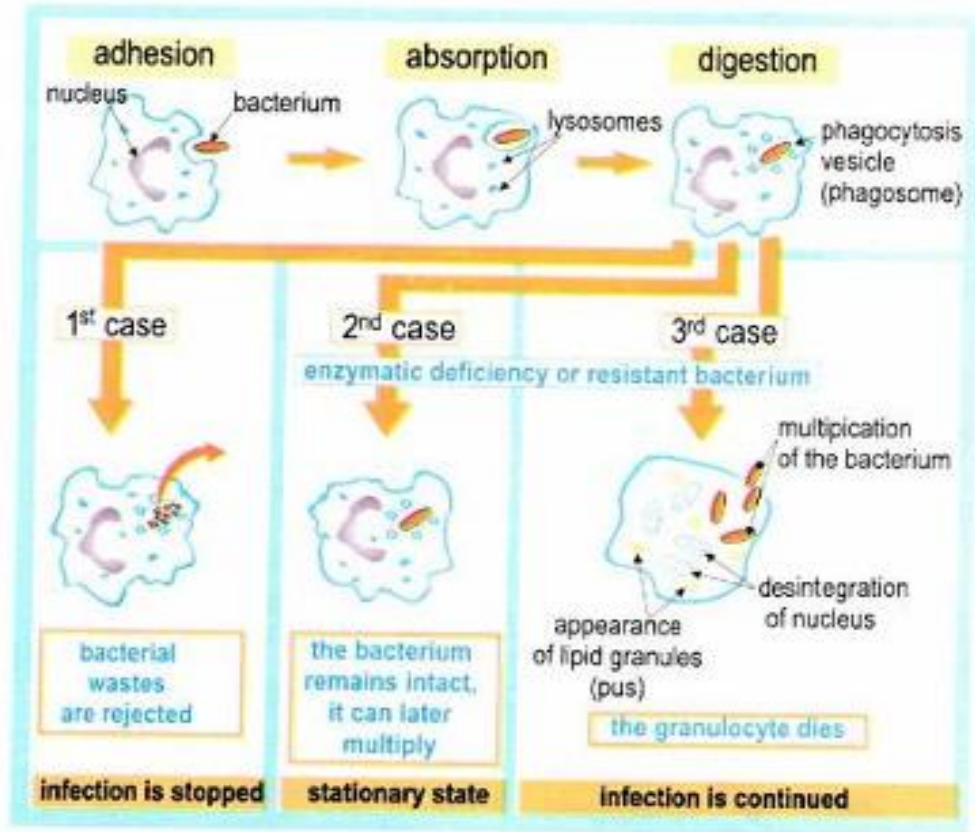 adhesion
absorption
digestion
nucleus
bacterium
lysosomes
phagocytosis
vesicle
(phagosome)
1st case
2nd case
3rd case
enzymatic deficiency or resistant bacterium
multipication
of the bacterium
desintegration
of nucleus
appearance
of lipid granules
(pus)
bacterial
wastes
are rejected
the bacterium
remains intact,
it can later
multiply
the granulocyte dies
infection is stopped
stationary state
infection is continued